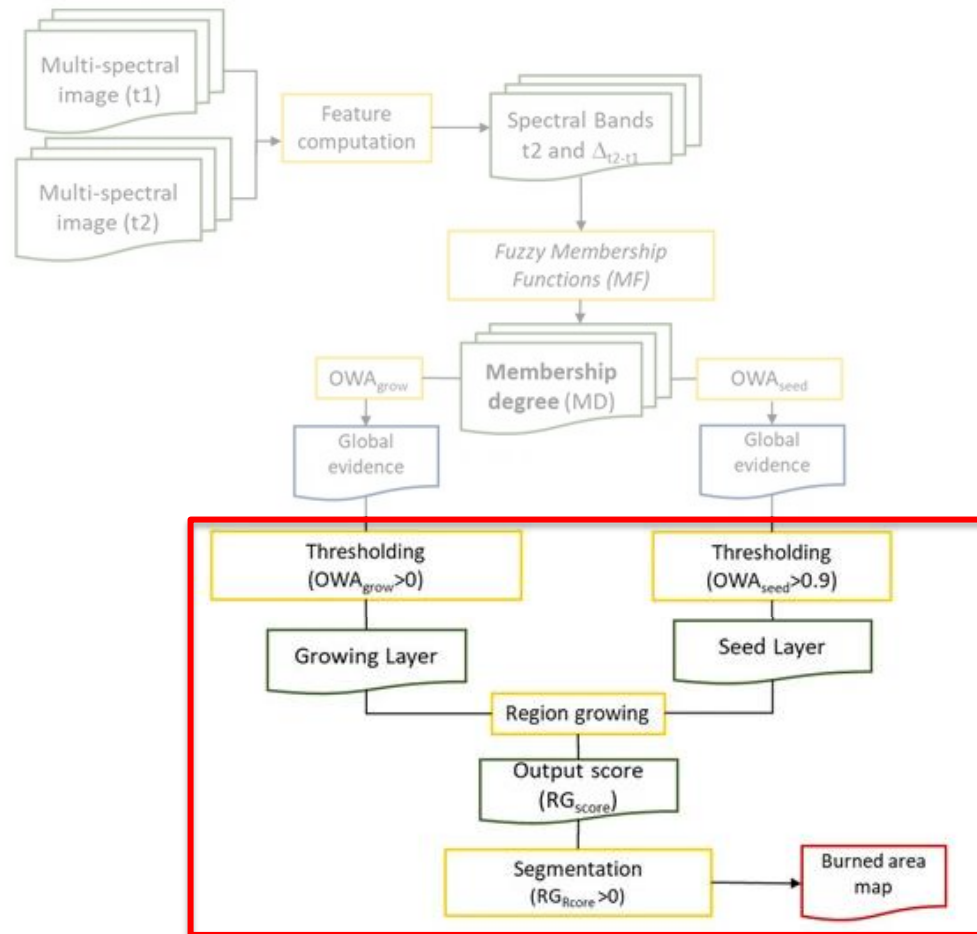 Multi-spectral
image (t1)
Multi-spectral
image (t2)
Feature
computation
Spectral Bands
t2 and Δt2-t1
Fuzzy Membership
Functions (MF)
OWAgrow
Membership
degree (MD)
OWAseed
Global
evidence
Global
evidence
Thresholding
(OWAgrow>0)
Thresholding
(OWAseed>0.9)
Growing Layer
Seed Layer
Region growing
Output score
(RGscore)
Segmentation
(RGRcore>0)
Burned area
map